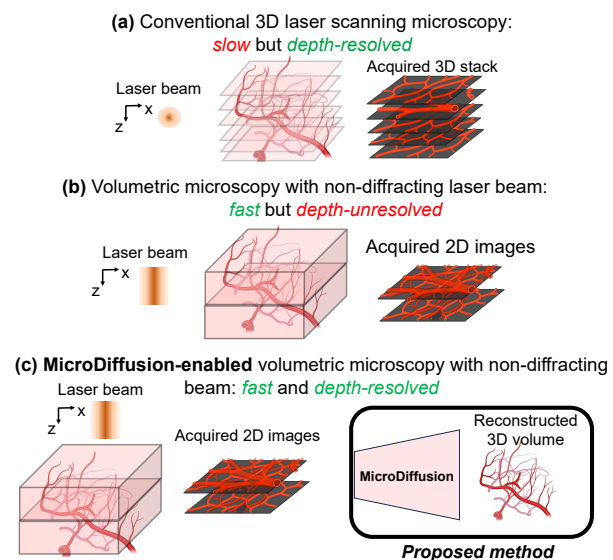 (a) Conventional 3D laser scanning microscopy:
slow but depth-resolved
Laser beam
x
z
Acquired 3D stack
(b) Volumetric microscopy with non-diffracting laser beam:
fast but depth-unresolved
Laser beam
x
z
Acquired 2D images
(c) MicroDiffusion-enabled volumetric microscopy with non-diffracting
beam: fast and depth-resolved
Laser beam
x
z
Acquired 2D images
MicroDiffusion
Reconstructed
3D volume
Proposed method